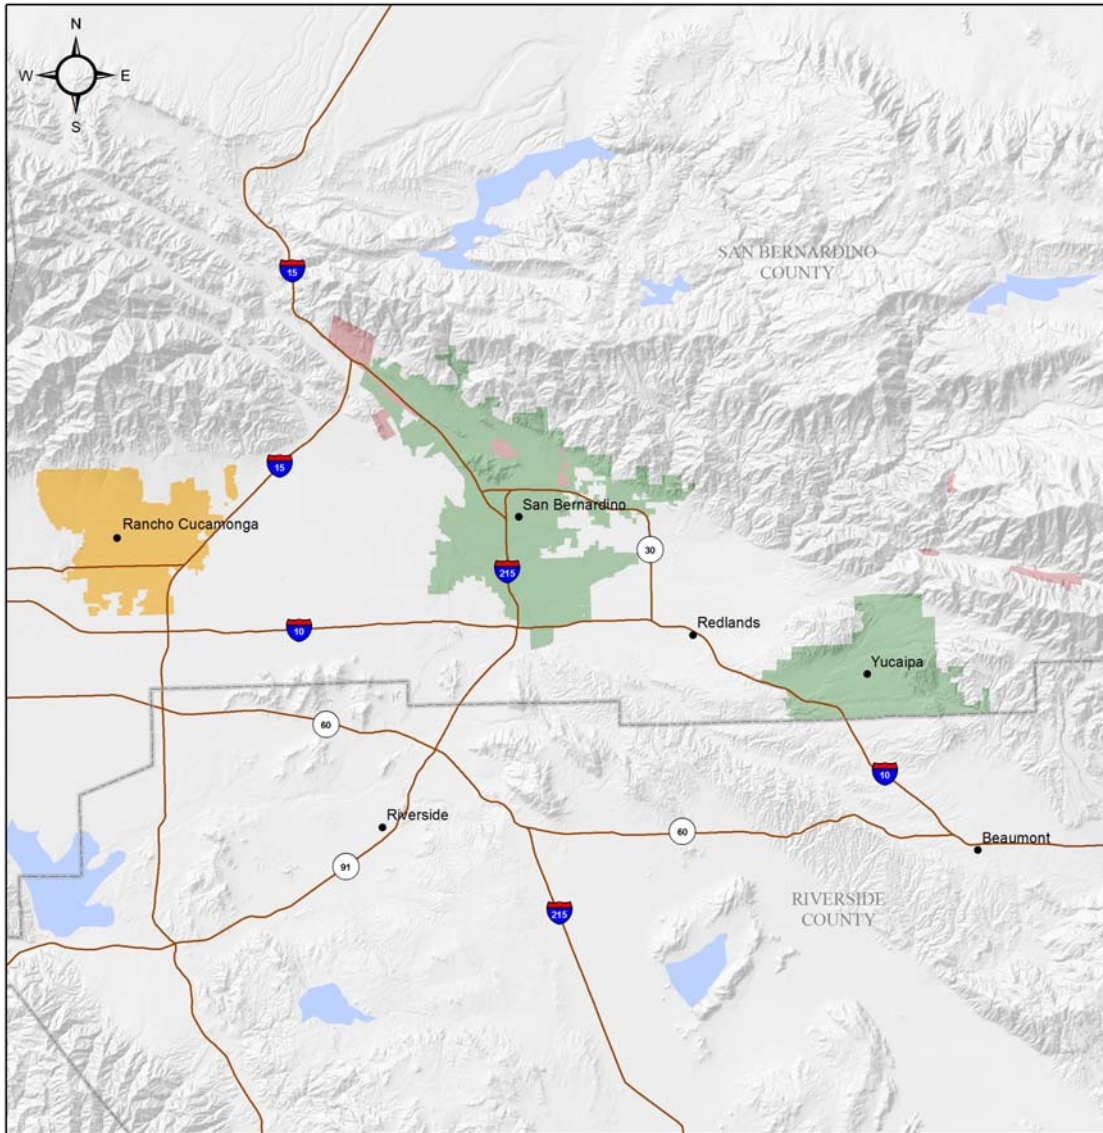 N
W E
S
SAN BERNARDINO
COUNTY
15
15
Rancho Cucamonga
San Bernardino
30
215
10
Redlands
Yucaipa
60
10
Riverside
60
Beaumont
91
RIVERSIDE
COUNTY
215